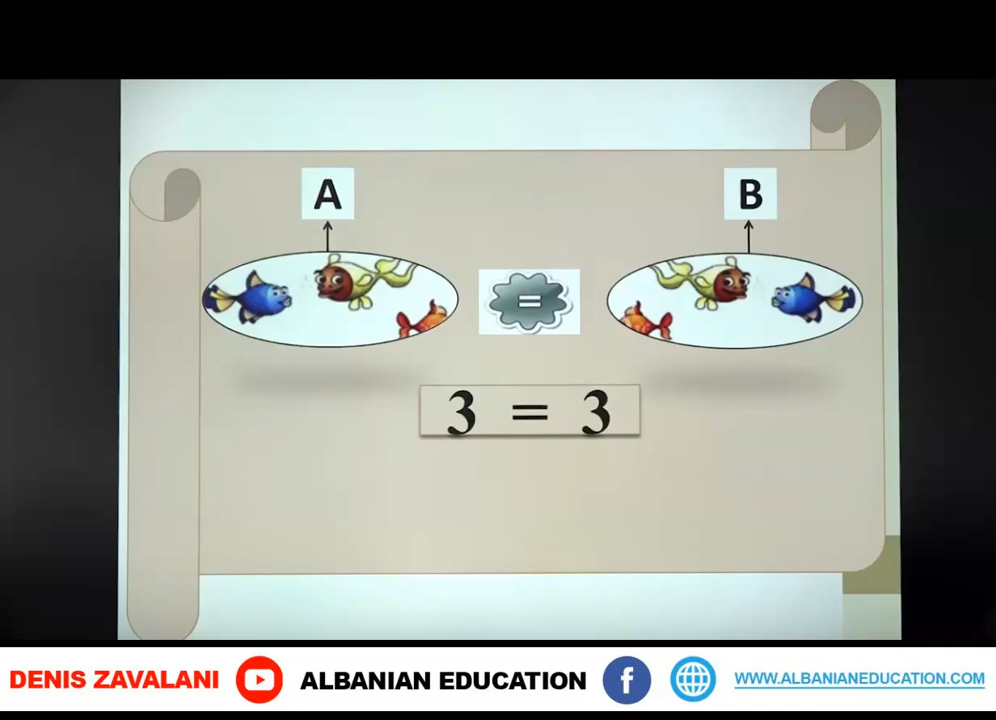 A
B
=
3 = 3
DENIS ZAVALANI ALBANIAN EDUCATION f WWW.ALBANIANEDUCATION.COM